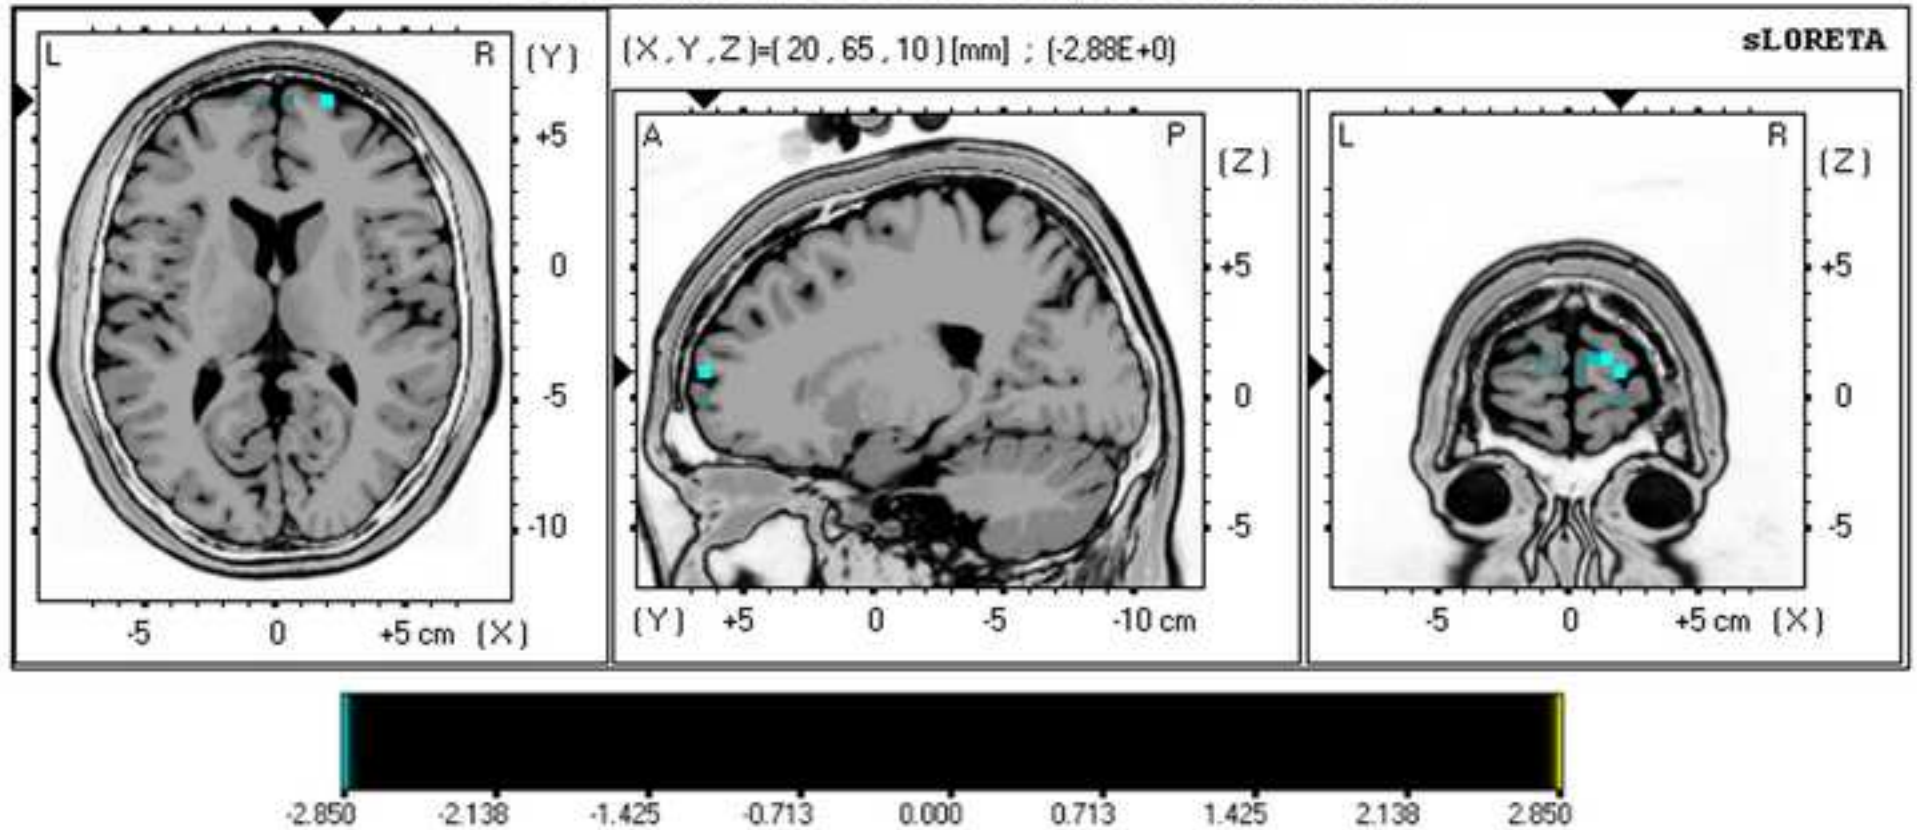 (X,Y,Z)=(20,65,10)[mm] ; (-2,88E+0)
sLORETA
L R (Y)
+5
0
-5
-10
-5 0 +5 cm (X)
A P (Z)
+5
0
-5
(Y) +5 0 -5 -10 cm
L R (Z)
+5
0
-5
-5 0 +5 cm (X)
-2.850 -2.138 -1.425 -0.713 0.000 0.713 1.425 2.138 2.850